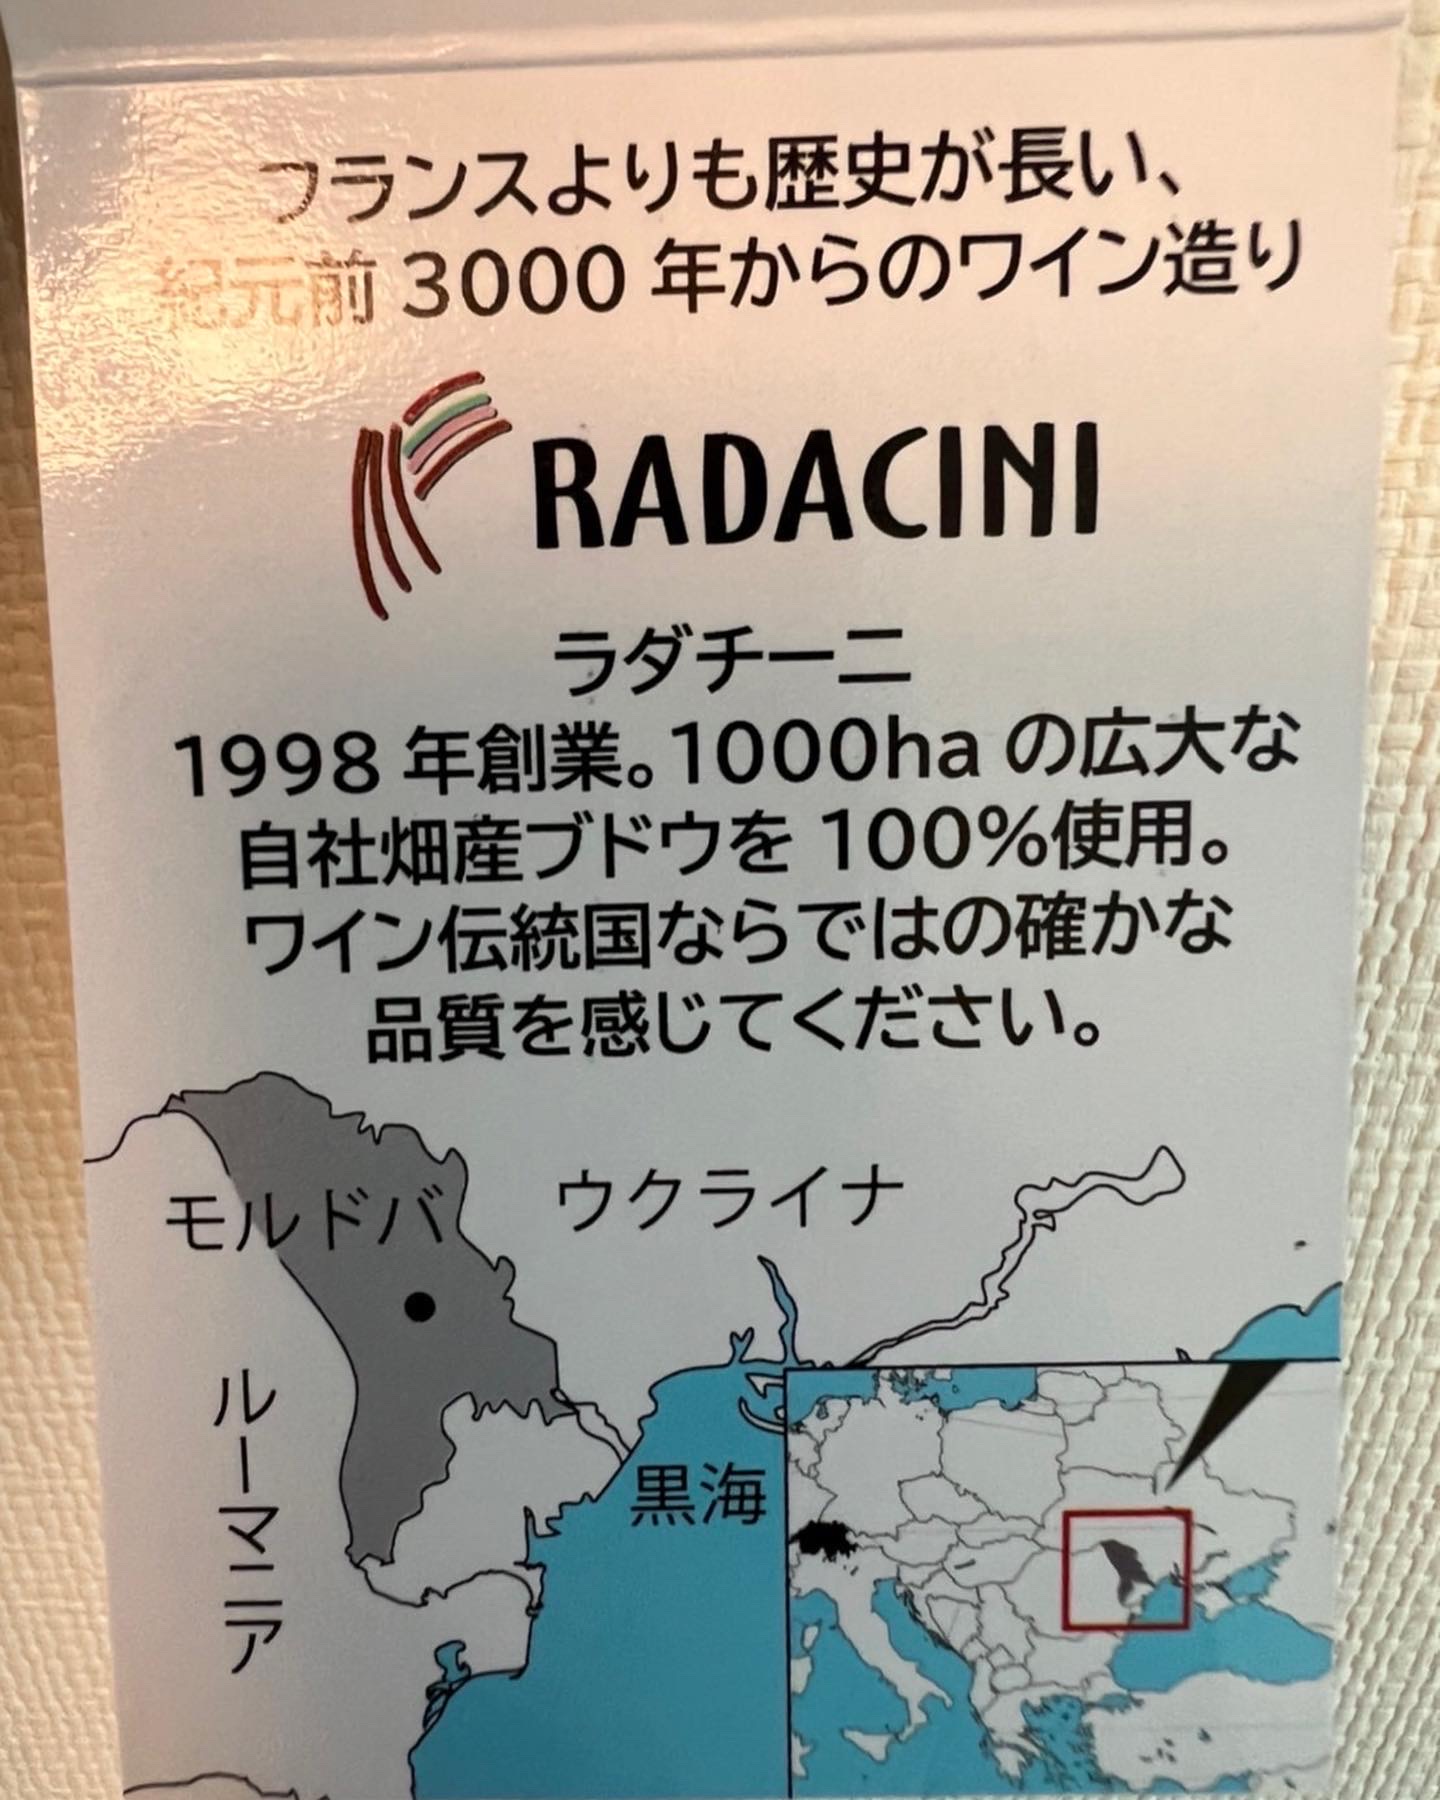 フランスよりも歴史が長い、
紀元前 3000 年からのワイン造り
RADACINI
ラダチーニ
1998 年創業。1000ha の広大な
自社畑産ブドウを 100%使用。
ワイン伝統国ならではの確かな
品質を感じてください。
モルドバ
ウクライナ
ルーマニア
黒海